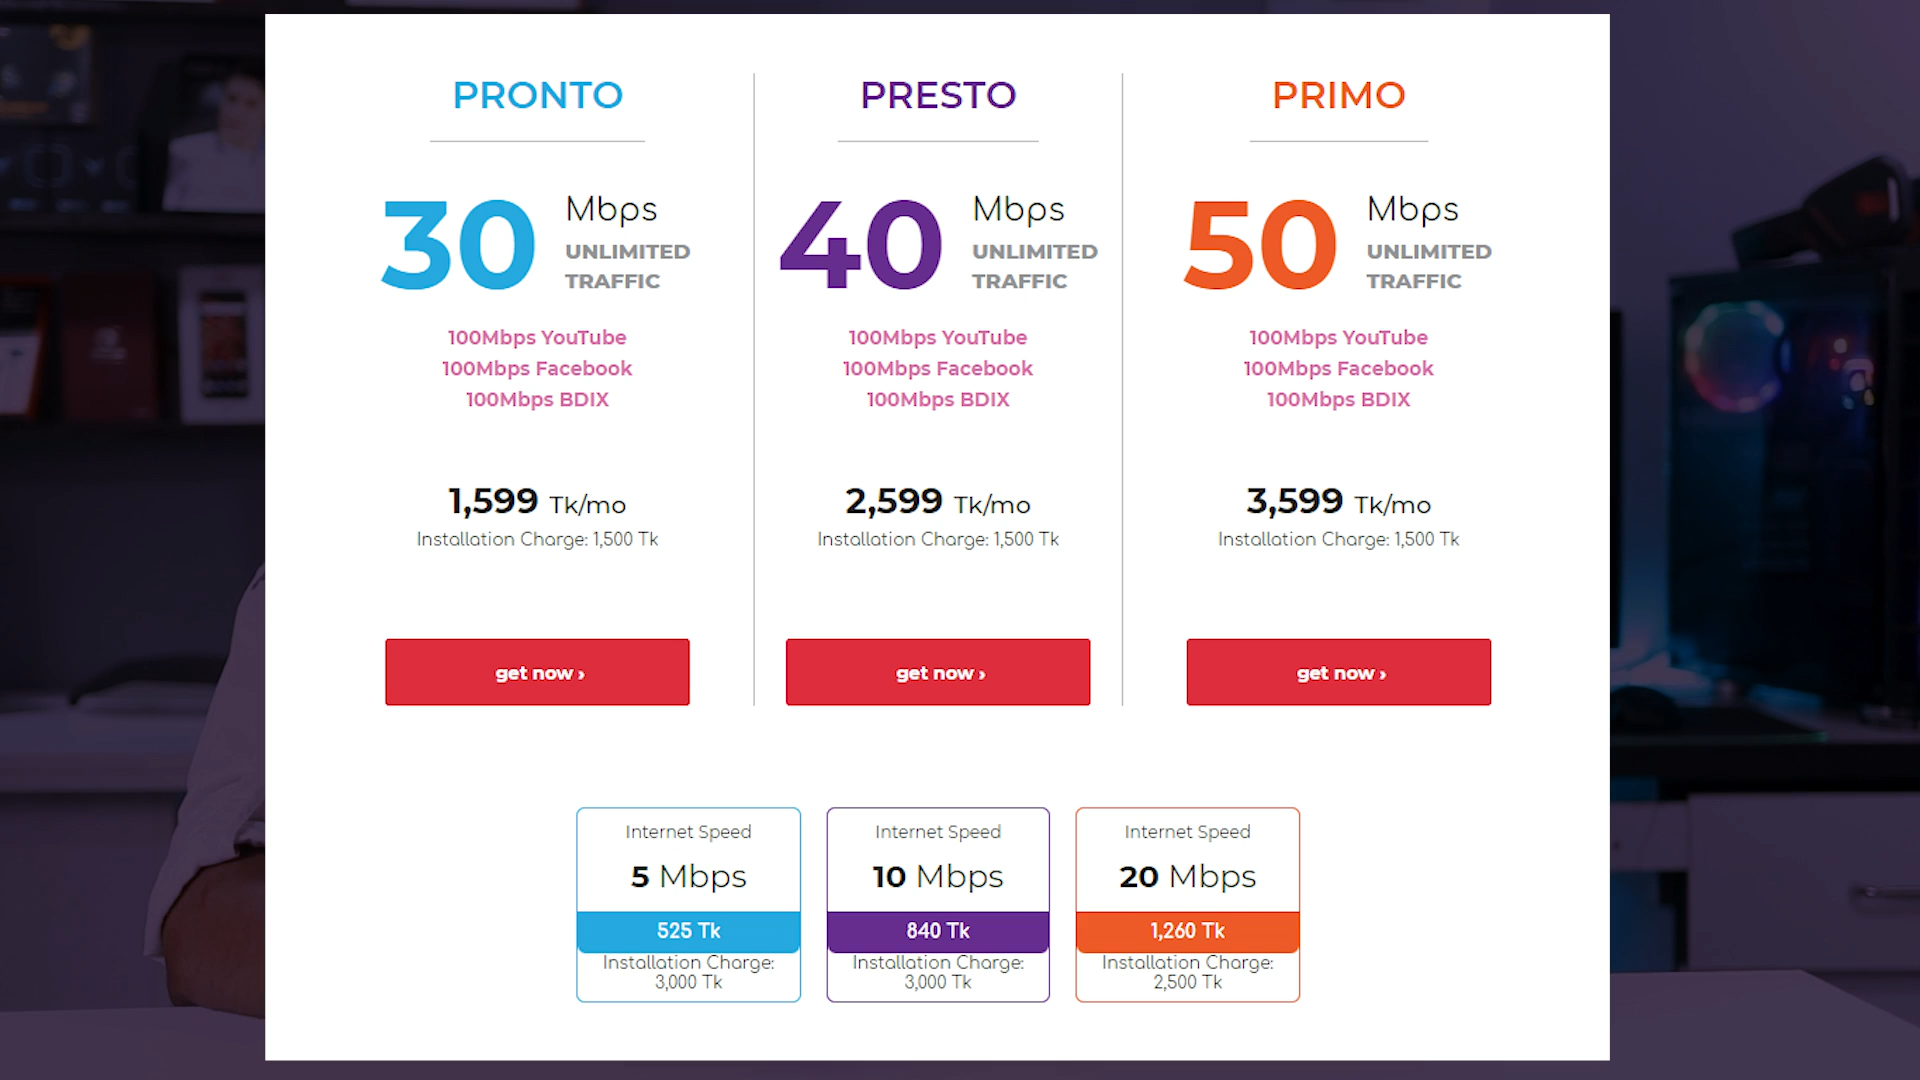 PRONTO
30 Mbps
UNLIMITED
TRAFFIC
100Mbps YouTube
100Mbps Facebook
100Mbps BDIX
1,599 Tk/mo
Installation Charge: 1,500 Tk
get now ›
PRESTO
40 Mbps
UNLIMITED
TRAFFIC
100Mbps YouTube
100Mbps Facebook
100Mbps BDIX
2,599 Tk/mo
Installation Charge: 1,500 Tk
get now ›
PRIMO
50 Mbps
UNLIMITED
TRAFFIC
100Mbps YouTube
100Mbps Facebook
100Mbps BDIX
3,599 Tk/mo
Installation Charge: 1,500 Tk
get now ›
Internet Speed
5 Mbps
525 Tk
Installation Charge:
3,000 Tk
Internet Speed
10 Mbps
840 Tk
Installation Charge:
3,000 Tk
Internet Speed
20 Mbps
1,260 Tk
Installation Charge:
2,500 Tk